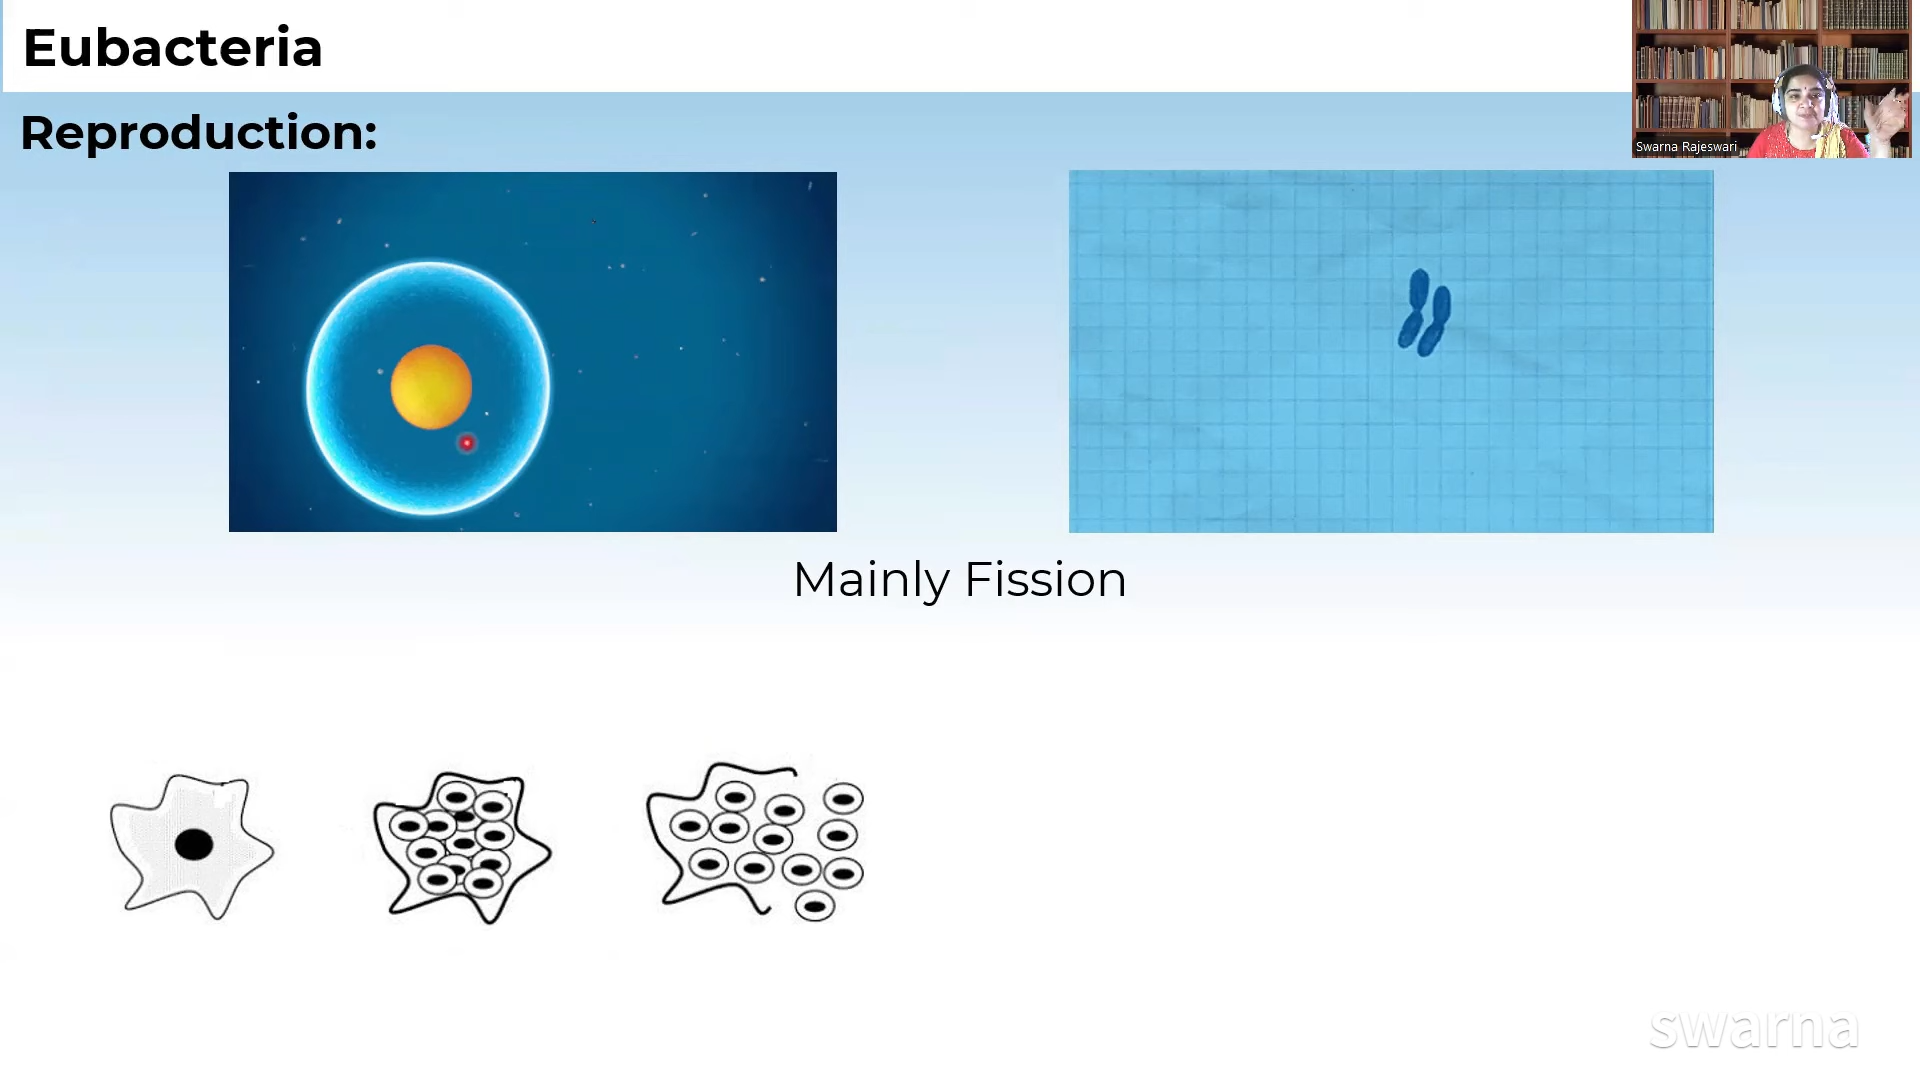 Eubacteria
Reproduction:
Swarna Rajeswari
Mainly Fission
swarna